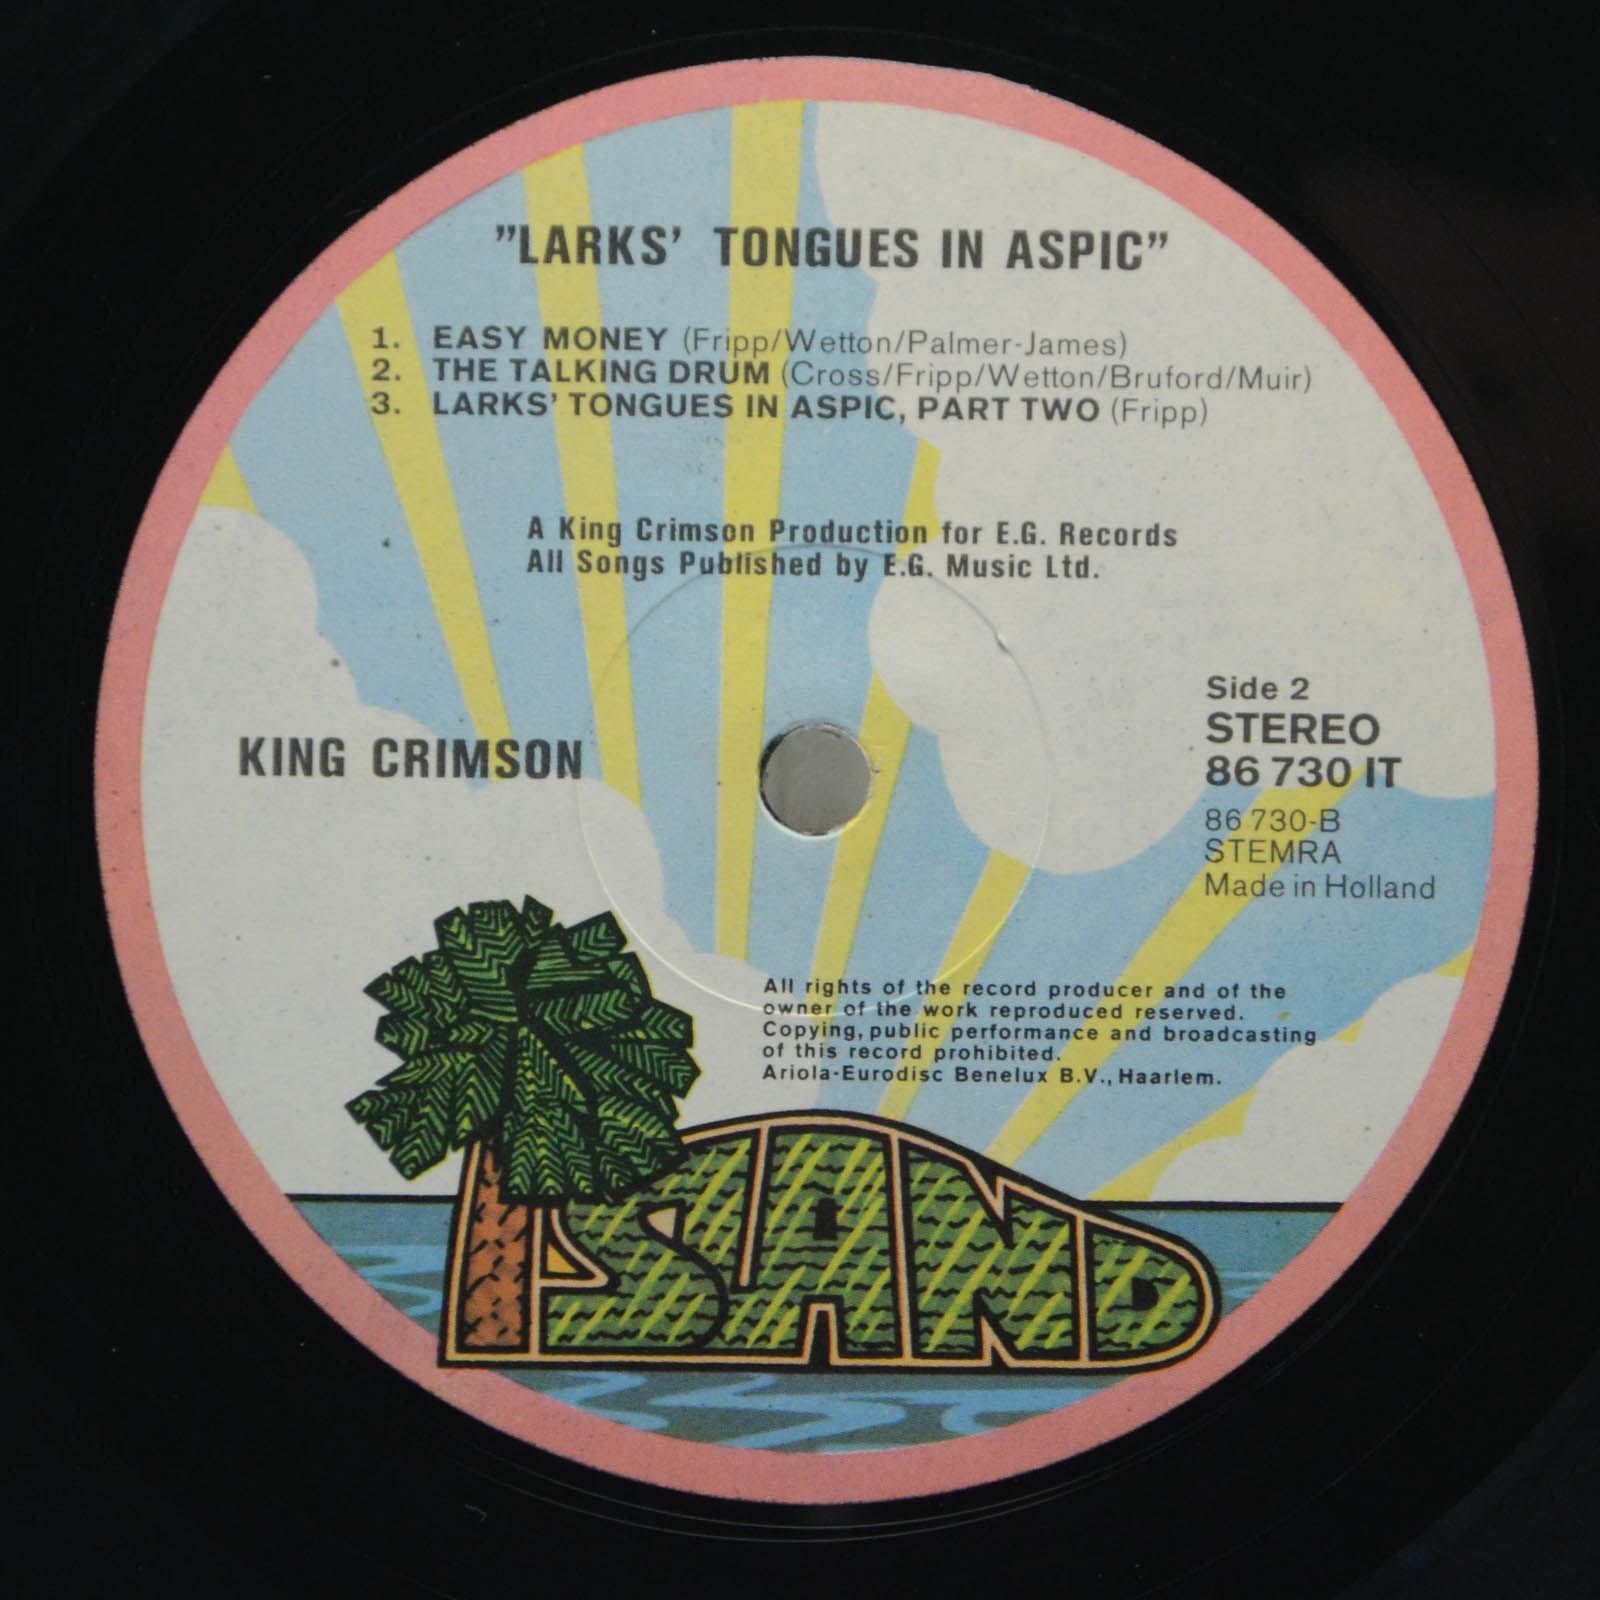 "LARKS' TONGUES IN ASPIC"
1. EASY MONEY (Fripp/Wetton/Palmer-James)
2. THE TALKING DRUM (Cross/Fripp/Wetton/Bruford/Muir)
3. LARKS' TONGUES IN ASPIC, PART TWO (Fripp)
A King Crimson Production for E.G. Records
All Songs Published by E.G. Music Ltd.
KING CRIMSON
Side 2
STEREO
86 730 IT
86 730-B
STEMRA
Made in Holland
All rights of the record producer and of the
owner of the work reproduced reserved.
Copying, public performance and broadcasting
of this record prohibited.
Ariola-Eurodisc Benelux B.V., Haarlem.
ISLAND